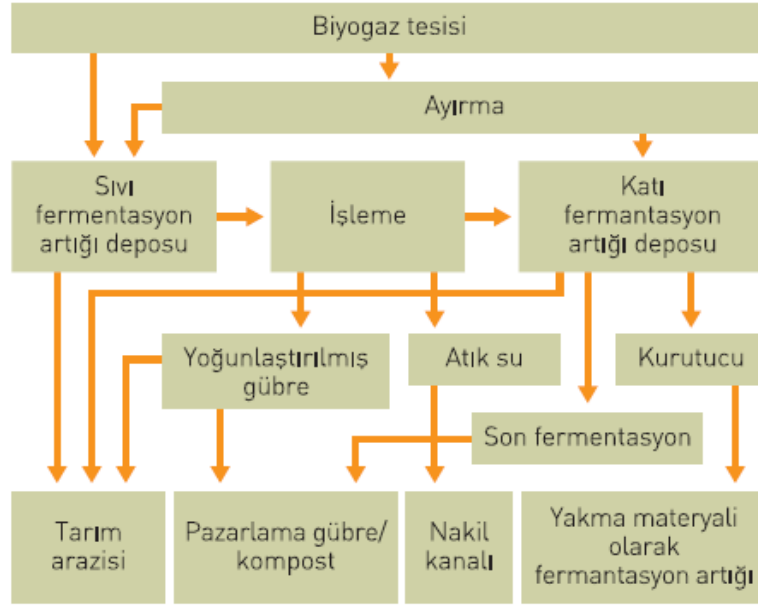 Biyogaz tesisi
Ayırma
Sıvı
fermentasyon
artığı deposu
İşleme
Katı
fermantasyon
artığı deposu
Yoğunlaştırılmış
gübre
Atık su
Kurutucu
Son fermentasyon
Tarım
arazisi
Pazarlama gübre/
kompost
Nakil
kanalı
Yakma materyali
olarak
fermantasyon artığı